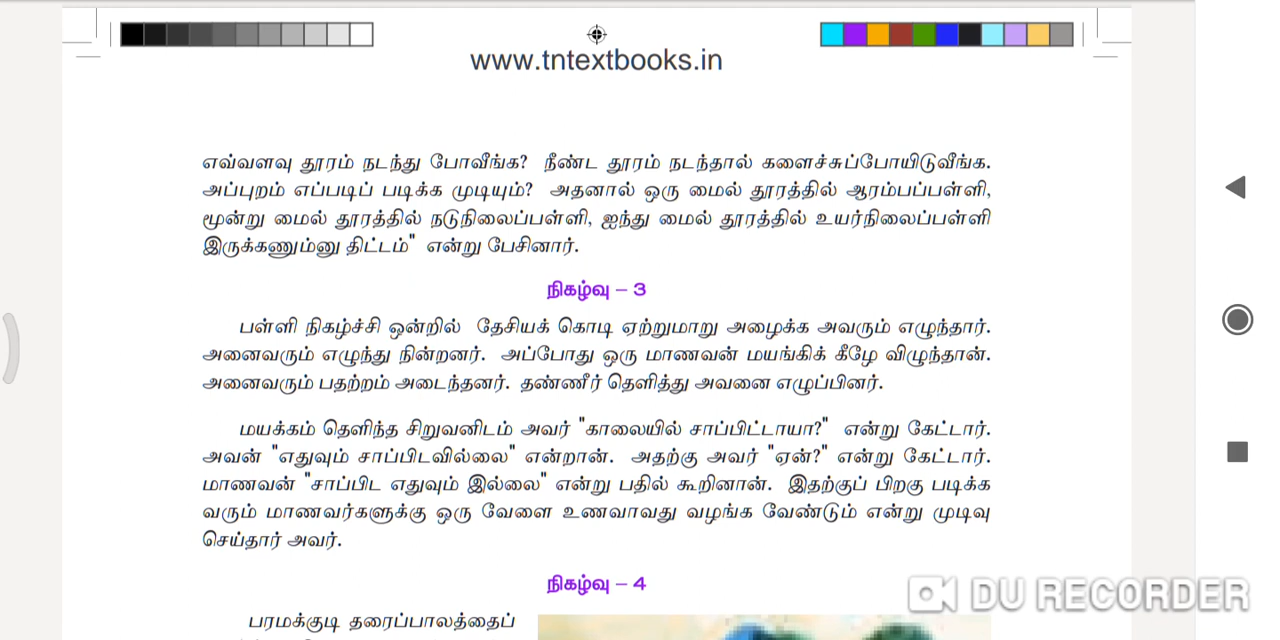 www.tntextbooks.in
எவ்வளவு தூரம் நடந்து போவீங்க? நீண்ட தூரம் நடந்தால் களைச்சுப்போயிடுவீங்க.
அப்புறம் எப்படிப் படிக்க முடியும்? அதனால் ஒரு மைல் தூரத்தில் ஆரம்பப்பள்ளி,
மூன்று மைல் தூரத்தில் நடுநிலைப்பள்ளி, ஐந்து மைல் தூரத்தில் உயர்நிலைப்பள்ளி
இருக்கணும்னு திட்டம்" என்று பேசினார்.
நிகழ்வு – 3
பள்ளி நிகழ்ச்சி ஒன்றில் தேசியக் கொடி ஏற்றுமாறு அழைக்க அவரும் எழுந்தார்.
அனைவரும் எழுந்து நின்றனர். அப்போது ஒரு மாணவன் மயங்கிக் கீழே விழுந்தான்.
அனைவரும் பதற்றம் அடைந்தனர். தண்ணீர் தெளித்து அவனை எழுப்பினர்.
மயக்கம் தெளிந்த சிறுவனிடம் அவர் "காலையில் சாப்பிட்டாயா?" என்று கேட்டார்.
அவன் "எதுவும் சாப்பிடவில்லை" என்றான். அதற்கு அவர் "ஏன்?" என்று கேட்டார்.
மாணவன் "சாப்பிட எதுவும் இல்லை" என்று பதில் கூறினான். இதற்குப் பிறகு படிக்க
வரும் மாணவர்களுக்கு ஒரு வேளை உணவாவது வழங்க வேண்டும் என்று முடிவு
செய்தார் அவர்.
நிகழ்வு – 4
பரமக்குடி தரைப்பாலத்தைப்
DU RECORDER